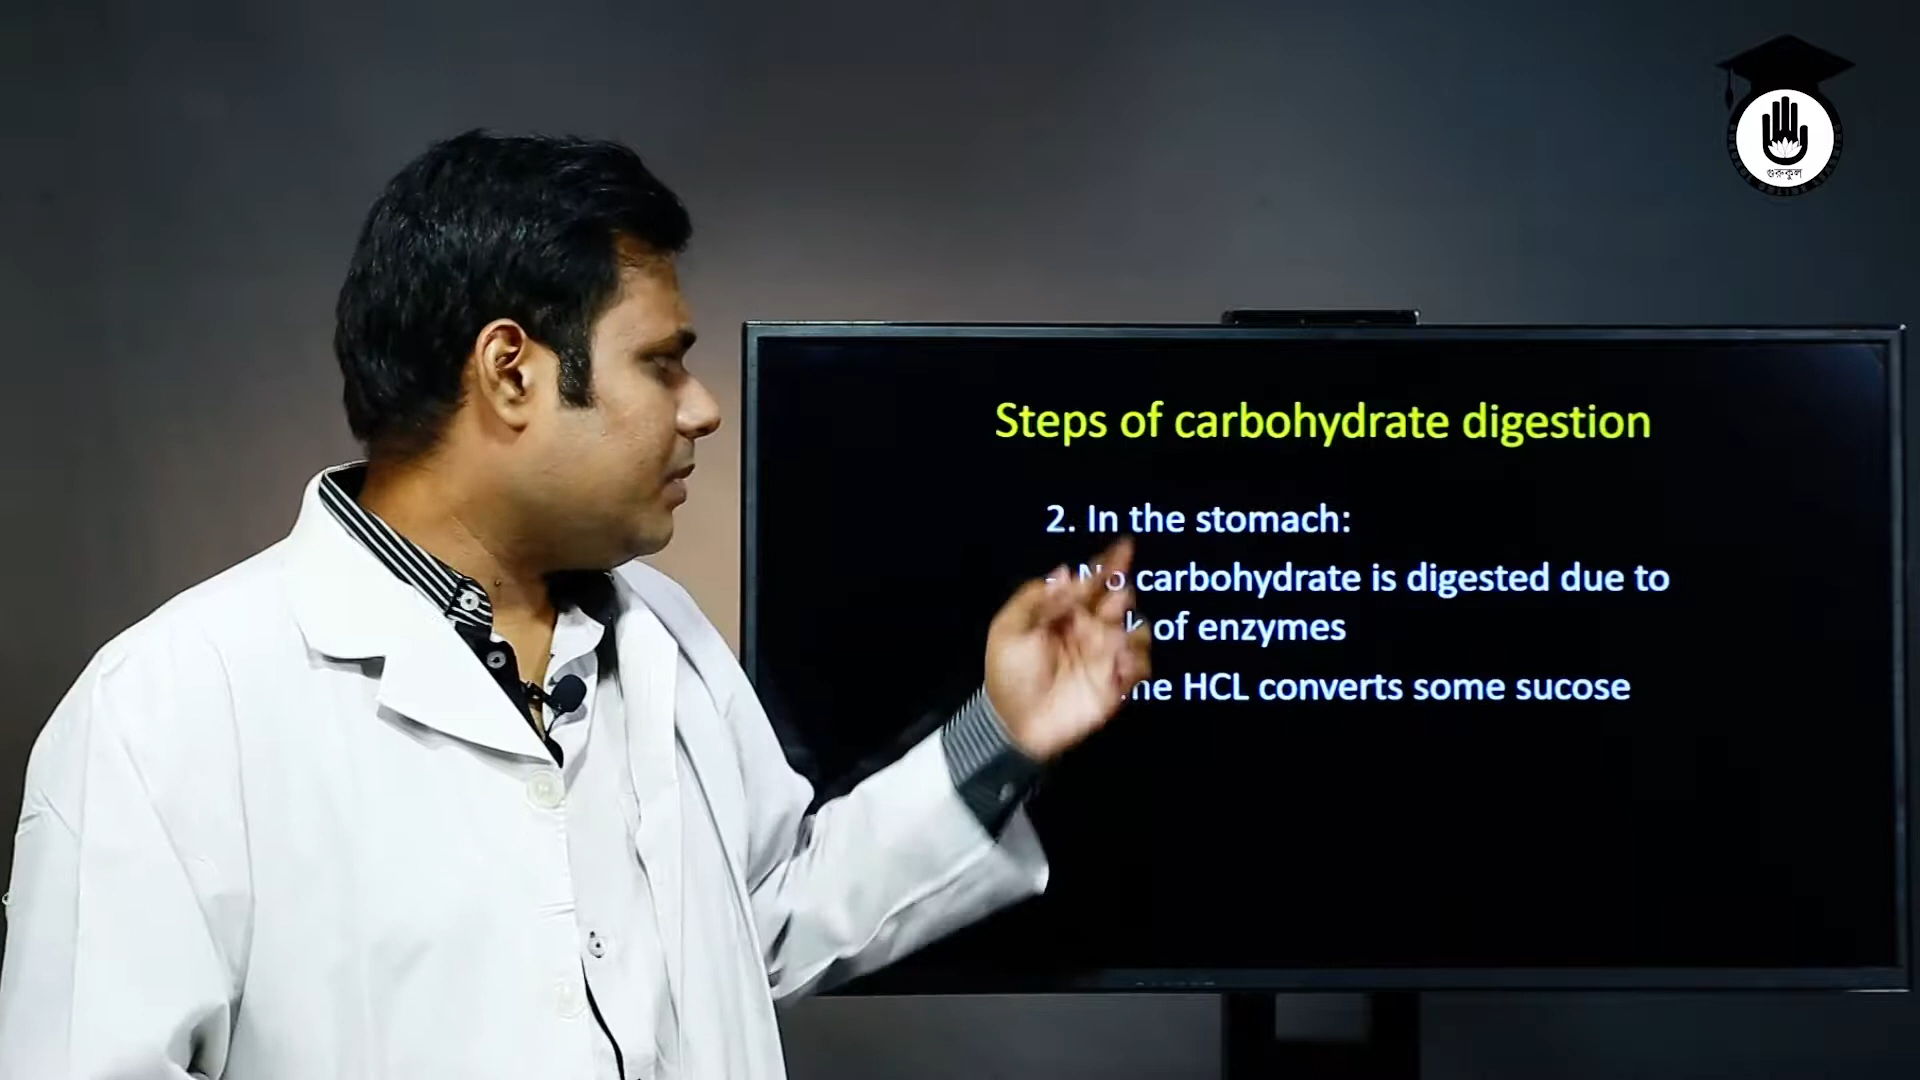 গুরুকুল
Steps of carbohydrate digestion
2. In the stomach:
- No carbohydrate is digested due to
of enzymes
HCL converts some sucose